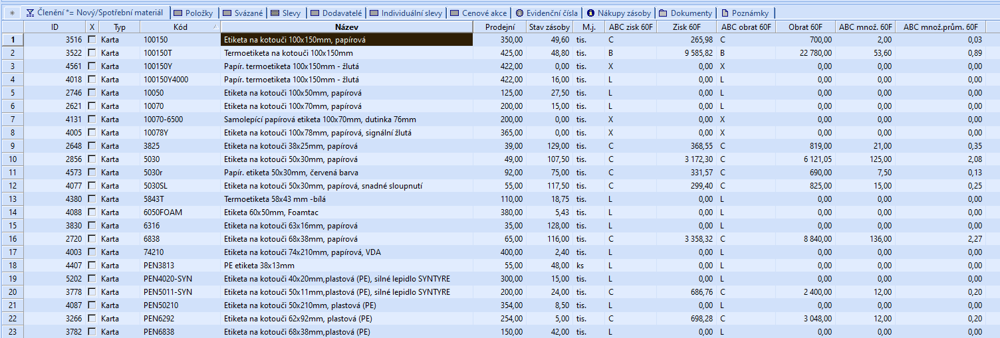 * Členění *= Nový/Spotřební materiál Položky Svázané Slevy Dodavatelé Individuální slevy Cenové akce Evidenční čísla Nákupy zásoby Dokumenty Poznámky
ID X Typ Kód Název Prodejní Stav zásoby M.j. ABC zisk 60F Zisk 60F ABC obrat 60F Obrat 60F ABC množ. 60F ABC množ.prům. 60F
1 3516 Karta 100150 Etiketa na kotouči 100x150mm, papírová 350,00 49,60 tis. C 265,98 C 700,00 2,00 0,03
2 3522 Karta 100150T Termoetiketa na kotouči 100x150mm 425,00 48,80 tis. B 9 585,82 B 22 780,00 53,60 0,89
3 4561 Karta 100150Y Papír. termoetiketa 100x150mm - žlutá 422,00 0,00 tis. X 0,00 X 0,00 0,00 0,00
4 4018 Karta 100150Y4000 Papír. termoetiketa 100x150mm - žlutá 422,00 16,00 tis. L 0,00 L 0,00 0,00 0,00
5 2746 Karta 10050 Etiketa na kotouči 100x50mm, papírová 125,00 27,50 tis. L 0,00 L 0,00 0,00 0,00
6 2621 Karta 10070 Etiketa na kotouči 100x70mm, papírová 200,00 15,00 tis. L 0,00 L 0,00 0,00 0,00
7 4131 Karta 10070-6500 Samolepící papírová etiketa 100x70mm, dutinka 76mm 200,00 0,00 tis. X 0,00 X 0,00 0,00 0,00
8 4005 Karta 10078Y Etiketa na kotouči 100x78mm, papírová, signální žlutá 365,00 0,00 tis. X 0,00 X 0,00 0,00 0,00
9 2648 Karta 3825 Etiketa na kotouči 38x25mm, papírová 39,00 129,00 tis. C 368,55 C 819,00 21,00 0,35
10 2856 Karta 5030 Etiketa na kotouči 50x30mm, papírová 49,00 107,50 tis. C 3 172,30 C 6 121,05 125,00 2,08
11 4573 Karta 5030r Papír. etiketa 50x30mm, červená barva 92,00 75,00 tis. C 331,57 C 690,00 7,50 0,13
12 4077 Karta 5030SL Etiketa na kotouči 50x30mm, papírová, snadné sloupnutí 55,00 117,50 tis. C 299,40 C 825,00 15,00 0,25
13 4380 Karta 5843T Termoetiketa 58x43 mm -bílá 110,00 18,75 tis. L 0,00 L 0,00 0,00 0,00
14 4088 Karta 6050FOAM Etiketa 60x50mm, Foamtac 380,00 5,43 tis. L 0,00 L 0,00 0,00 0,00
15 3830 Karta 6316 Etiketa na kotouči 63x16mm, papírová 35,00 128,00 tis. L 0,00 L 0,00 0,00 0,00
16 2720 Karta 6838 Etiketa na kotouči 68x38mm, papírová 65,00 116,00 tis. C 3 358,32 C 8 840,00 136,00 2,27
17 4003 Karta 74210 Etiketa na kotouči 74x210mm, papírová, VDA 400,00 2,40 tis. L 0,00 L 0,00 0,00 0,00
18 4407 Karta PEN3813 PE etiketa 38x13mm 55,00 48,00 ks L 0,00 L 0,00 0,00 0,00
19 5202 Karta PEN4020-SYN Etiketa na kotouči 40x20mm,plastová (PE), silné lepidlo SYNTYRE 300,00 15,00 tis. L 0,00 L 0,00 0,00 0,00
20 3778 Karta PEN5011-SYN Etiketa na kotouči 50x11mm,plastová (PE), silné lepidlo SYNTYRE 200,00 24,00 tis. C 686,76 C 2 400,00 12,00 0,20
21 4087 Karta PEN50210 Etiketa na kotouči 50x210mm, plastová (PE) 354,00 8,50 tis. L 0,00 L 0,00 0,00 0,00
22 3266 Karta PEN6292 Etiketa na kotouči 62x92mm, plastová (PE) 254,00 5,00 tis. C 698,28 C 3 048,00 12,00 0,20
23 3782 Karta PEN6838 Etiketa na kotouči 68x38mm,plastová (PE) 150,00 42,00 tis. L 0,00 L 0,00 0,00 0,00